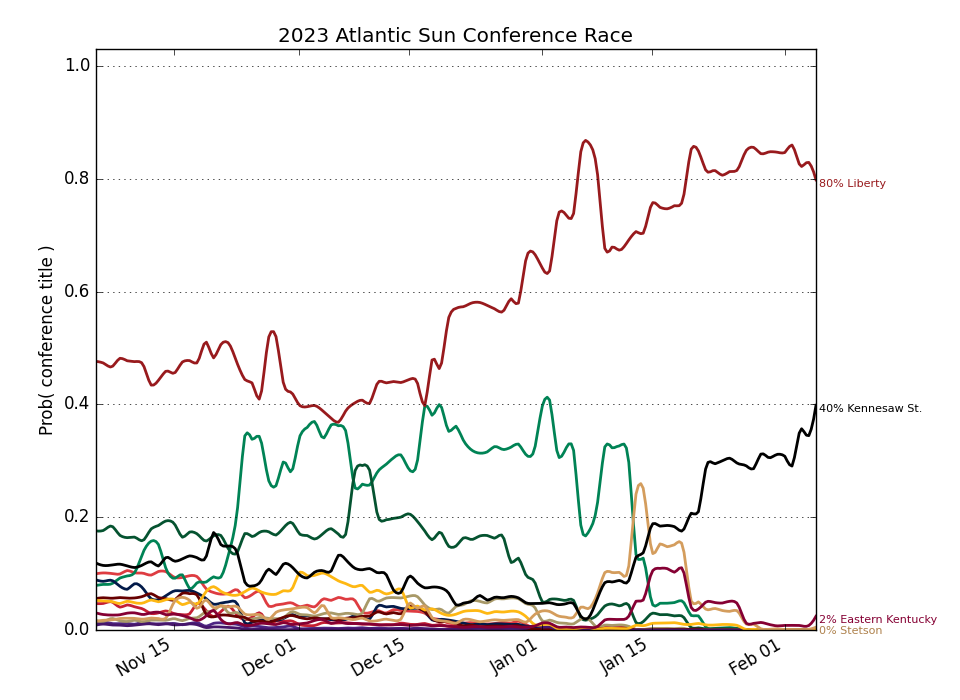 2023 Atlantic Sun Conference Race
Prob( conference title )
1.0
0.8
0.6
0.4
0.2
0.0
Nov 15
Dec 01
Dec 15
Jan 01
Jan 15
Feb 01
80% Liberty
40% Kennesaw St.
2% Eastern Kentucky
0% Stetson